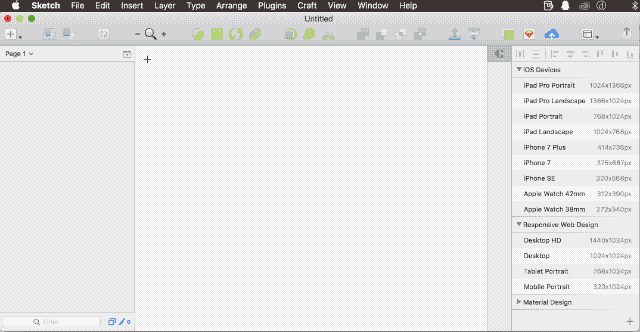 Sketch File Edit Insert Layer Type Arrange Plugins Craft View Window Help
Untitled
Page 1
iOS Devices
iPad Pro Portrait 1024x1366px
iPad Pro Landscape 1366x1024px
iPad Portrait 768x1024px
iPad Landscape 1024x768px
iPhone 7 Plus 414x736px
iPhone 7 375x667px
iPhone SE 320x568px
Apple Watch 42mm 312x390px
Apple Watch 38mm 272x340px
Responsive Web Design
Desktop HD 1440x1024px
Desktop 1024x1024px
Tablet Portrait 768x1024px
Mobile Portrait 320x1024px
Material Design
Filter 0